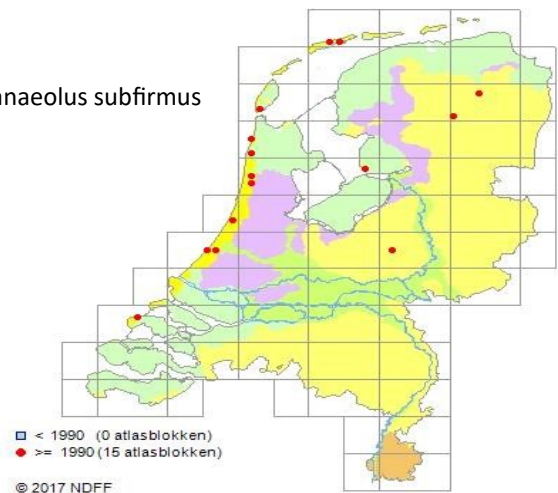 naeolus subfirmus
< 1990 (0 atlasblokken)
>= 1990 (15 atlasblokken)
© 2017 NDFF